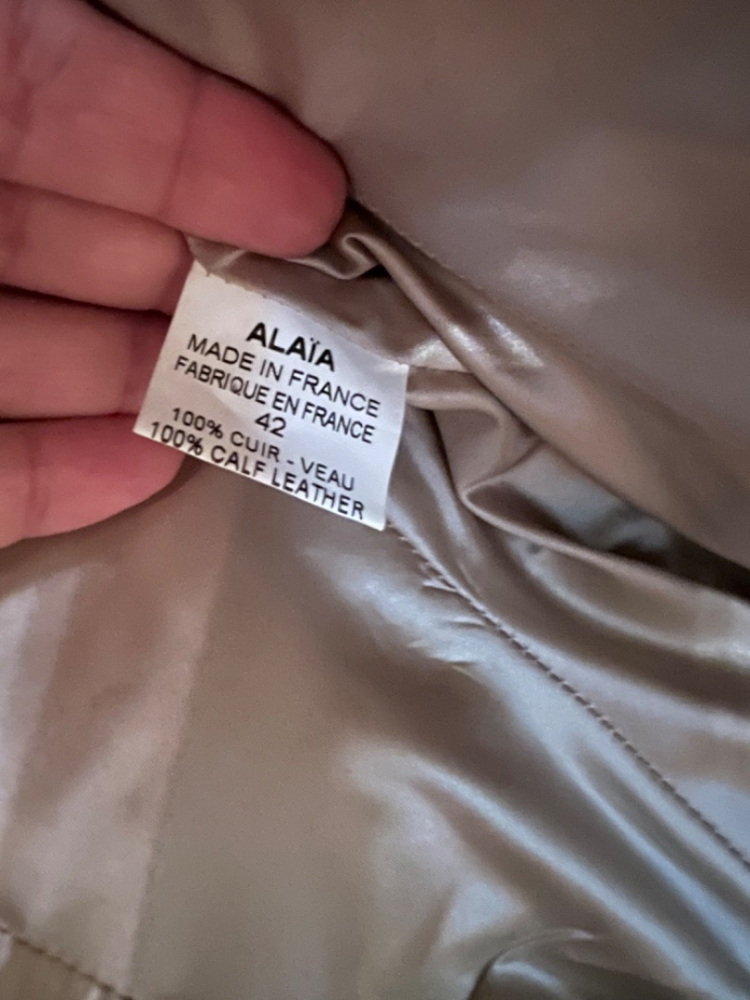 ALAÏA
MADE IN FRANCE
FABRIQUE EN FRANCE
42
100% CUIR - VEAU
100% CALF LEATHER